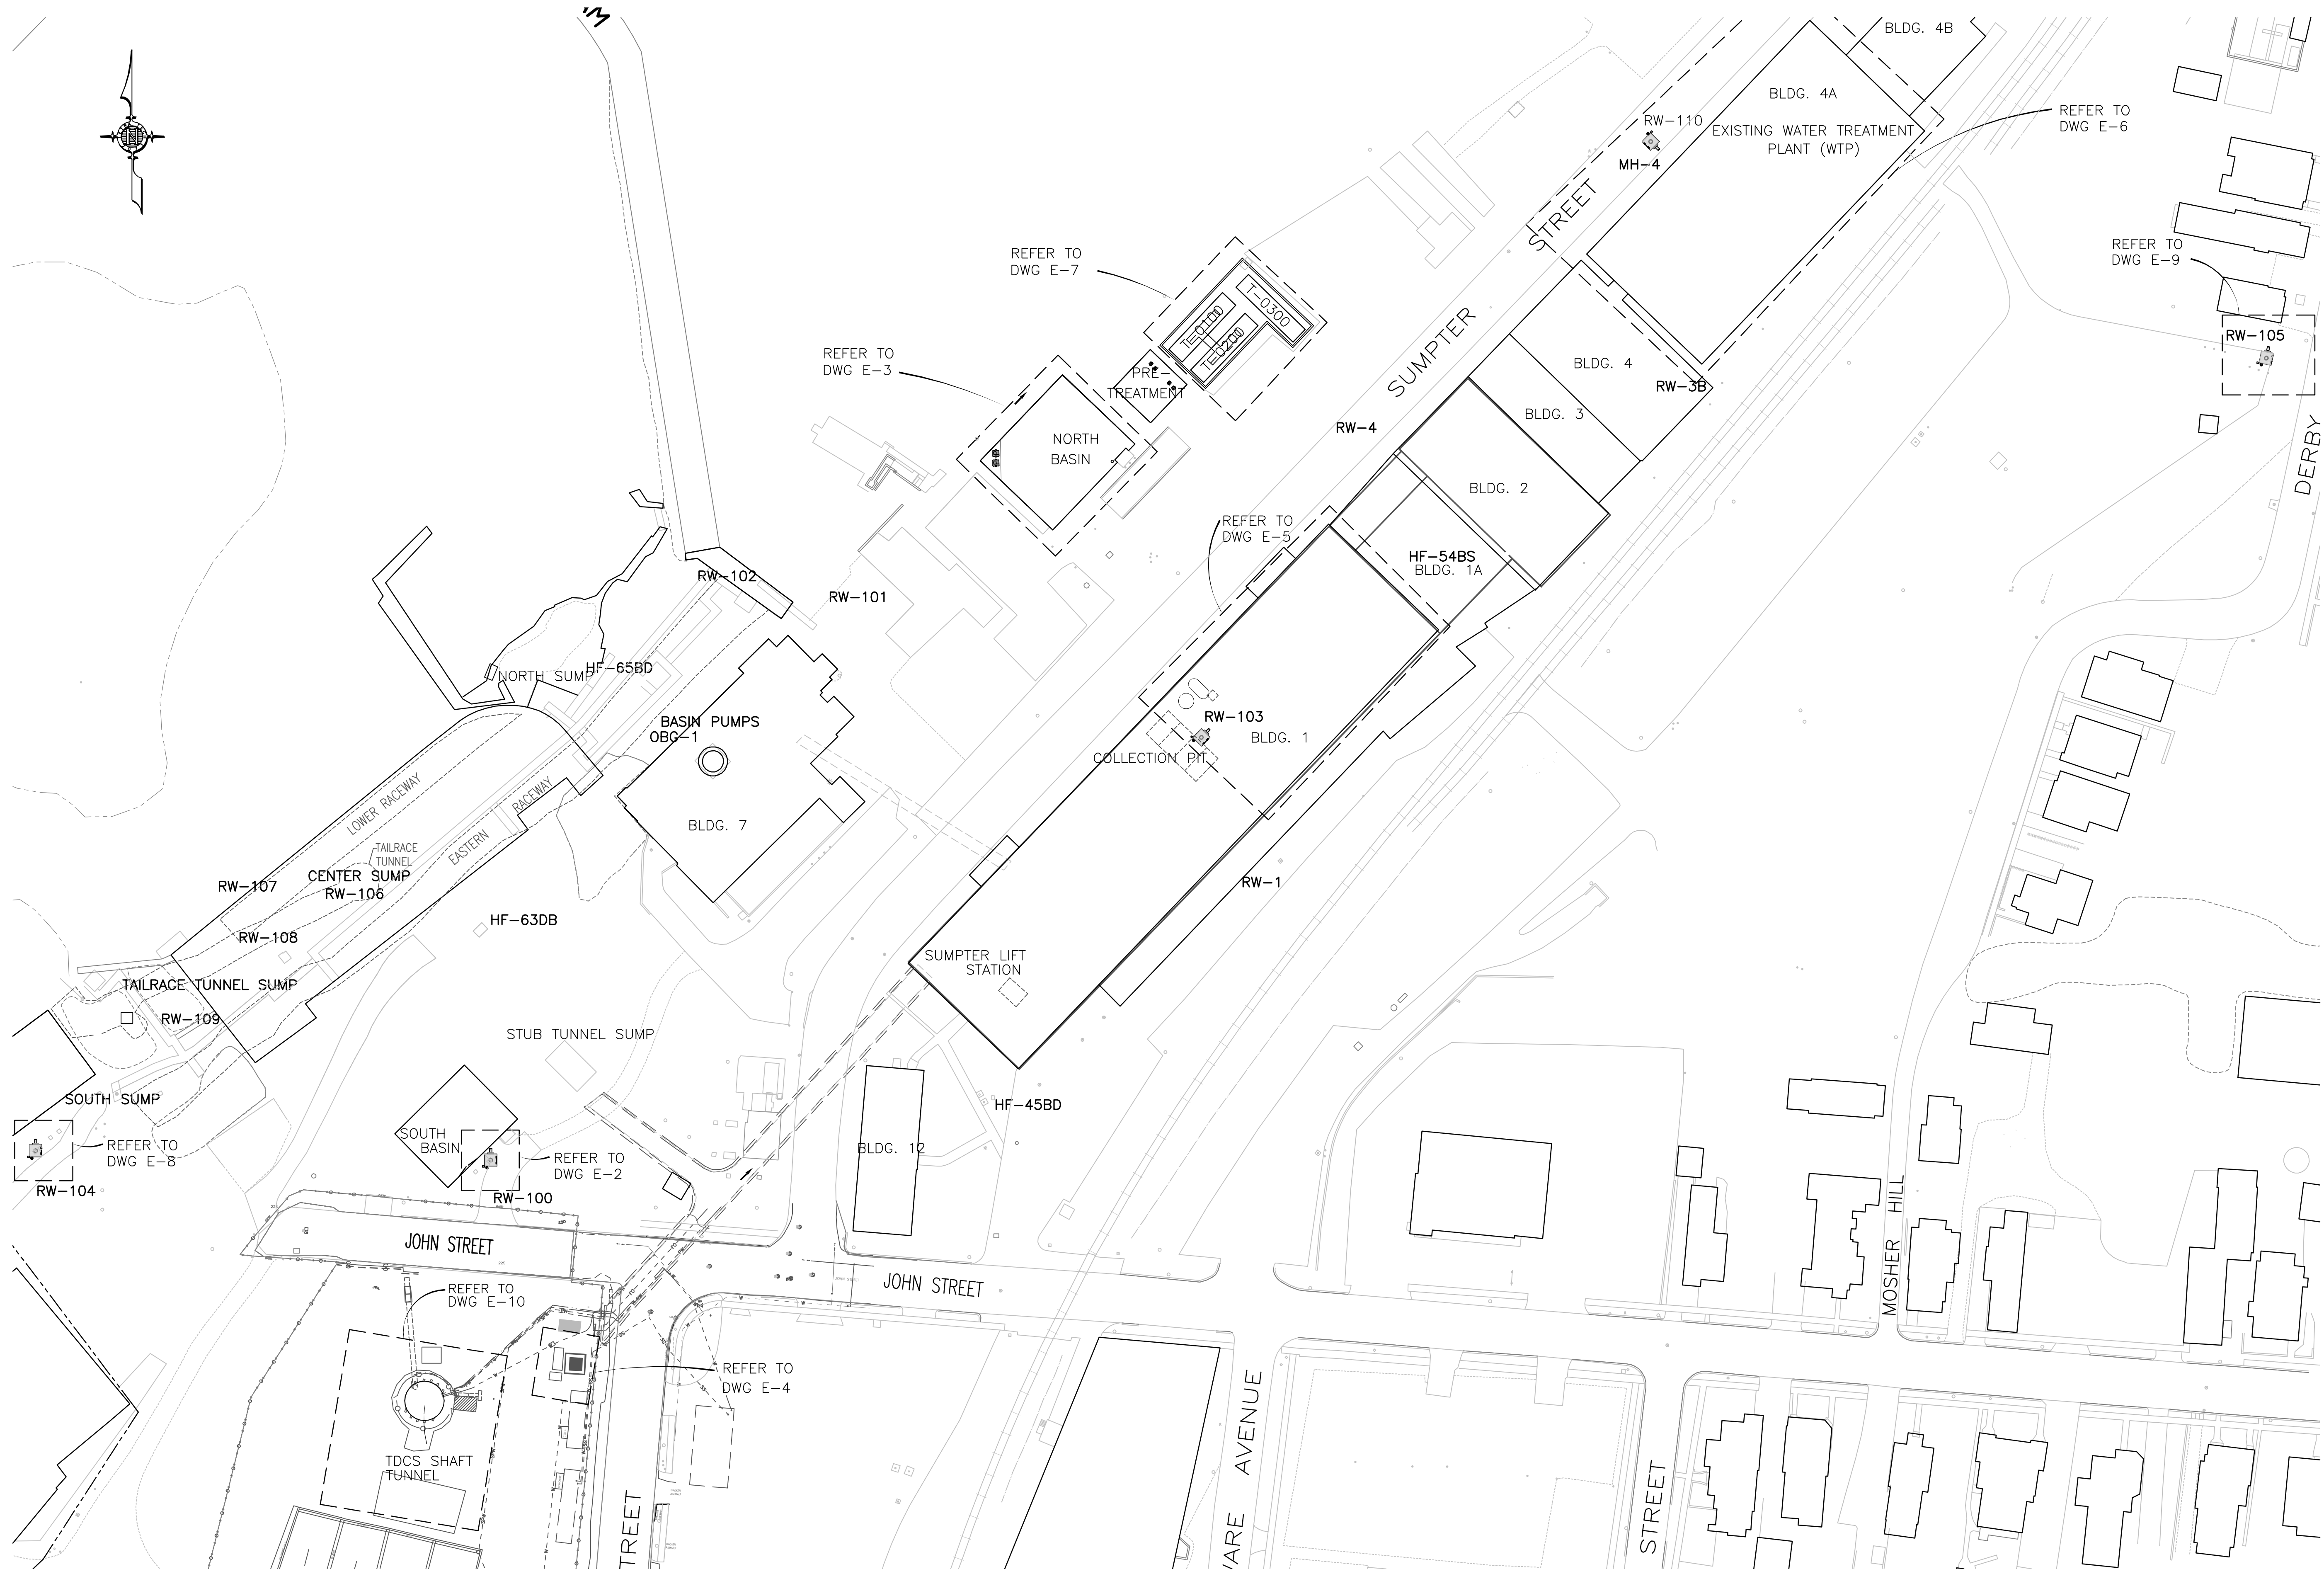 BLDG. 4B
BLDG. 4A
RW-110
EXISTING WATER TREATMENT
PLANT (WTP)
MH-4
REFER TO
DWG E-6
STREET
REFER TO
DWG E-9
RW-105
DERBY
REFER TO
DWG E-7
T-0300
T-0100
T-0200
SUMPTER
REFER TO
DWG E-3
PRE-
TREATMENT
NORTH
BASIN
BLDG. 4
RW-3B
BLDG. 3
RW-4
BLDG. 2
REFER TO
DWG E-5
HF-54BS
BLDG. 1A
RW-102
RW-101
NORTH SUMP
HF-65BD
BASIN PUMPS
OBG-1
RW-103
BLDG. 1
COLLECTION PIT
LOWER RACEWAY
EASTERN
RACEWAY
BLDG. 7
TAILRACE
TUNNEL
CENTER SUMP
RW-107
RW-106
RW-1
HF-63DB
RW-108
SUMPTER LIFT
STATION
TAILRACE TUNNEL SUMP
RW-109
STUB TUNNEL SUMP
SOUTH SUMP
HF-45BD
REFER TO
DWG E-8
RW-104
SOUTH
BASIN
REFER TO
DWG E-2
RW-100
BLDG. 12
JOHN STREET
JOHN STREET
MOSHER HILL
REFER TO
DWG E-10
REFER TO
DWG E-4
TDCS SHAFT
TUNNEL
TREET
WARE AVENUE
STREET